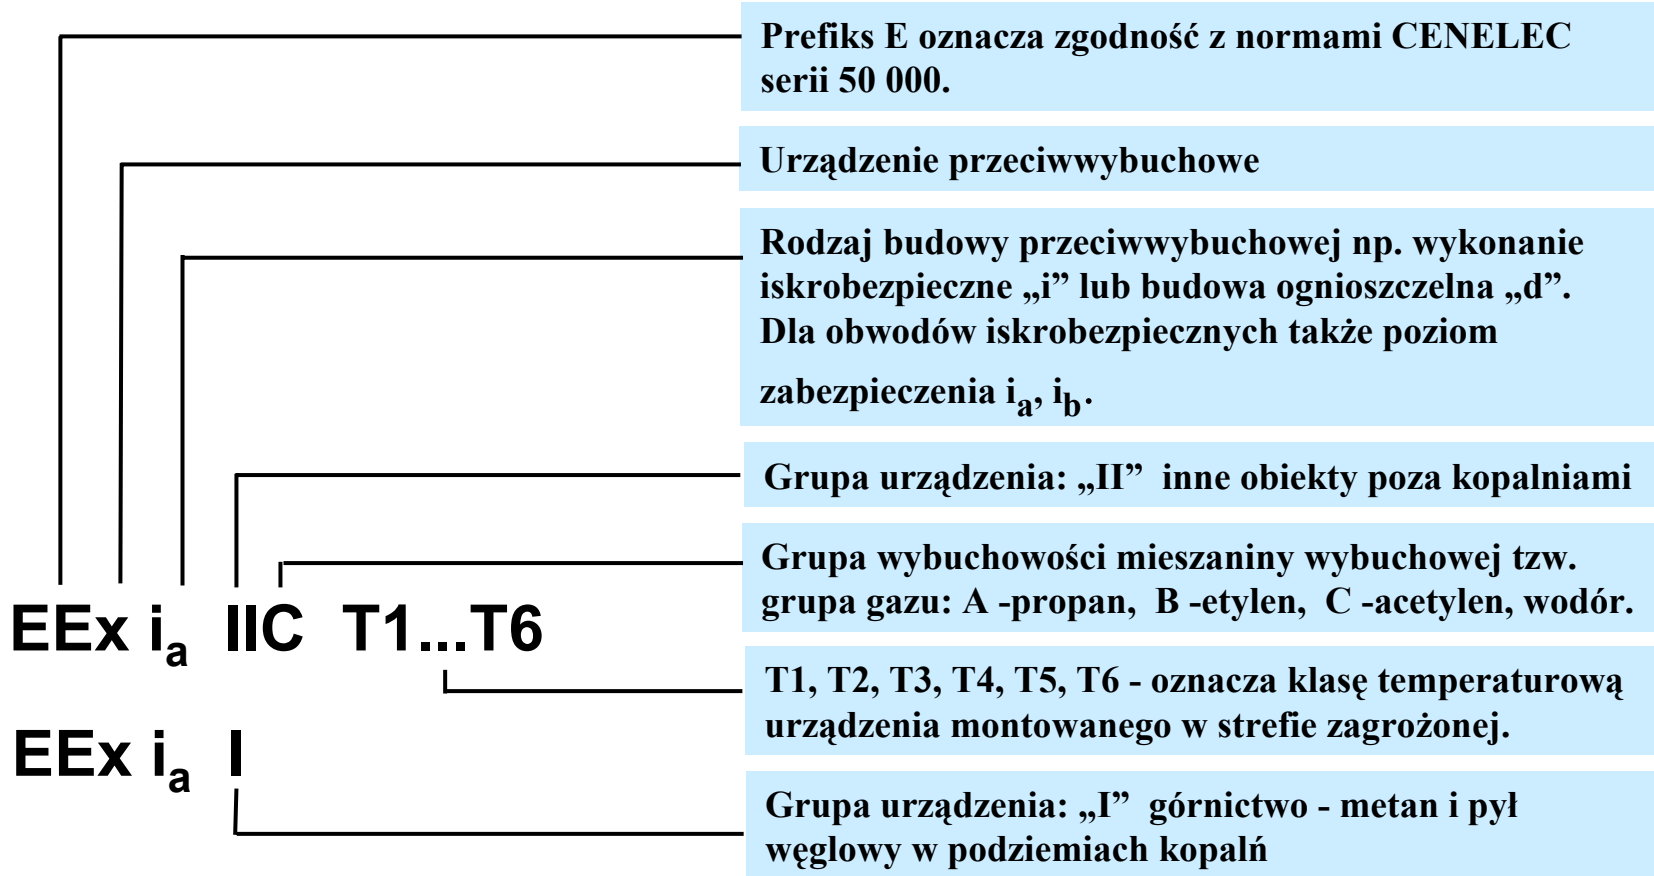 Prefiks E oznacza zgodność z normami CENELEC
serii 50 000.
Urządzenie przeciwwybuchowe
Rodzaj budowy przeciwwybuchowej np. wykonanie
iskrobezpieczne „i” lub budowa ognioszczelna „d”.
Dla obwodów iskrobezpiecznych także poziom
zabezpieczenia ia, ib.
Grupa urządzenia: „II” inne obiekty poza kopalniami
Grupa wybuchowości mieszaniny wybuchowej tzw.
grupa gazu: A -propan, B -etylen, C -acetylen, wodór.
EEx ia IIC T1...T6
T1, T2, T3, T4, T5, T6 - oznacza klasę temperaturową
urządzenia montowanego w strefie zagrożonej.
EEx ia I
Grupa urządzenia: „I” górnictwo - metan i pył
węglowy w podziemiach kopalń